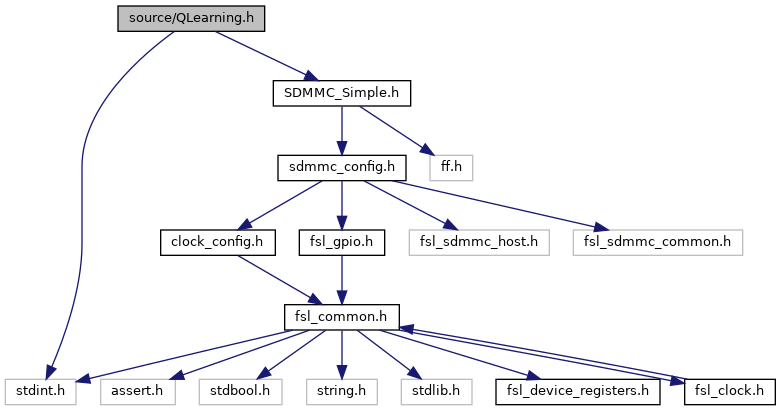 source/QLearning.h
SDMMC_Simple.h
sdmmc_config.h
ff.h
clock_config.h
fsl_gpio.h
fsl_sdmmc_host.h
fsl_sdmmc_common.h
fsl_common.h
stdint.h
assert.h
stdbool.h
string.h
stdlib.h
fsl_device_registers.h
fsl_clock.h